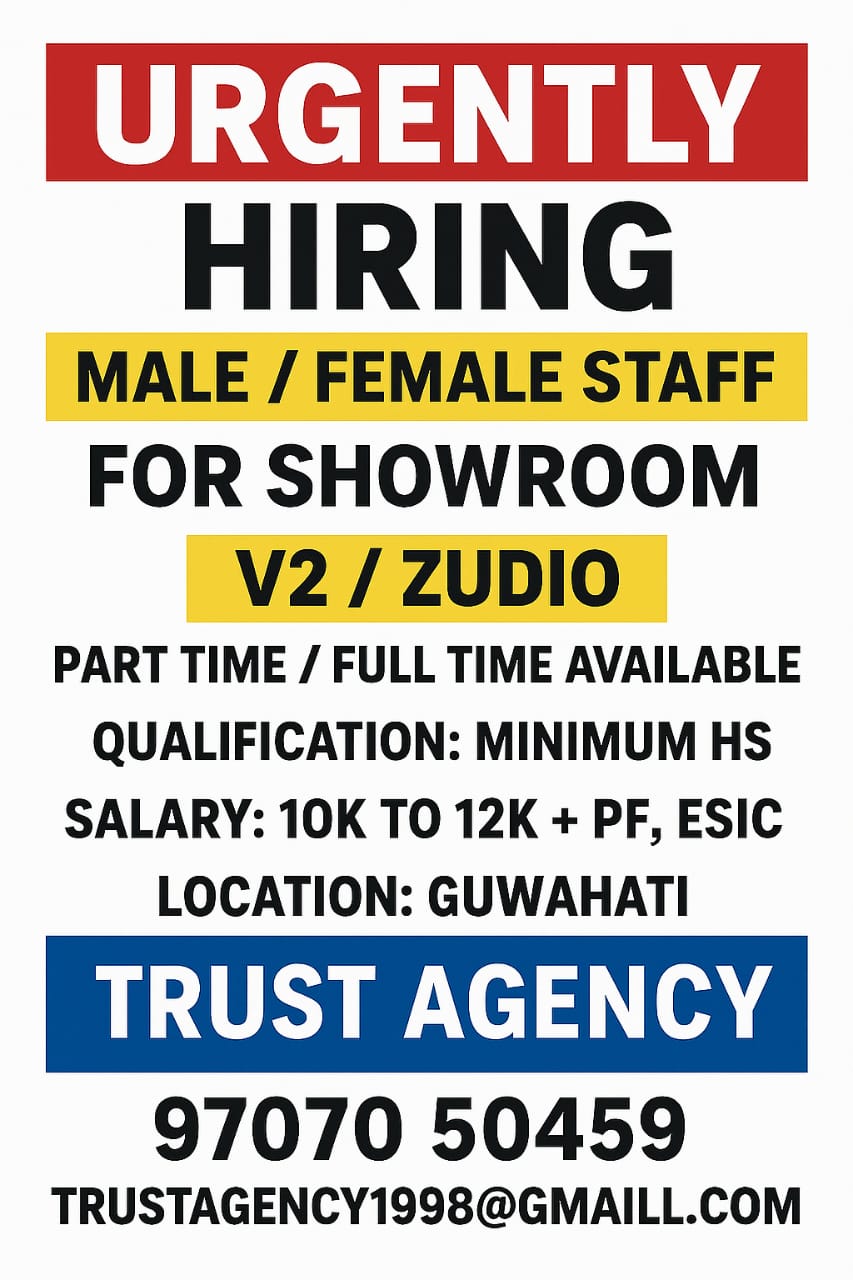 URGENTLY
HIRING
MALE / FEMALE STAFF
FOR SHOWROOM
V2 / ZUDIO
PART TIME / FULL TIME AVAILABLE
QUALIFICATION: MINIMUM HS
SALARY: 10K TO 12K + PF, ESIC
LOCATION: GUWAHATI
TRUST AGENCY
97070 50459
TRUSTAGENCY1998@GMAILL.COM